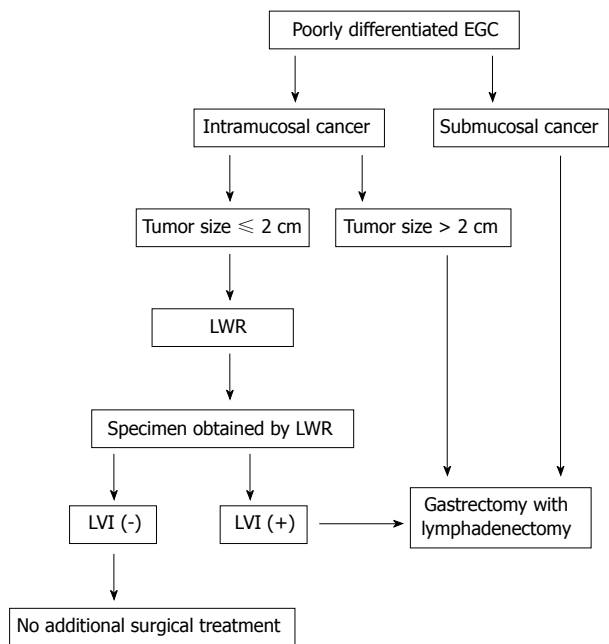 Poorly differentiated EGC
Intramucosal cancer
Submucosal cancer
Tumor size ≤ 2 cm
Tumor size > 2 cm
LWR
Specimen obtained by LWR
LVI (-)
LVI (+)
Gastrectomy with
lymphadenectomy
No additional surgical treatment